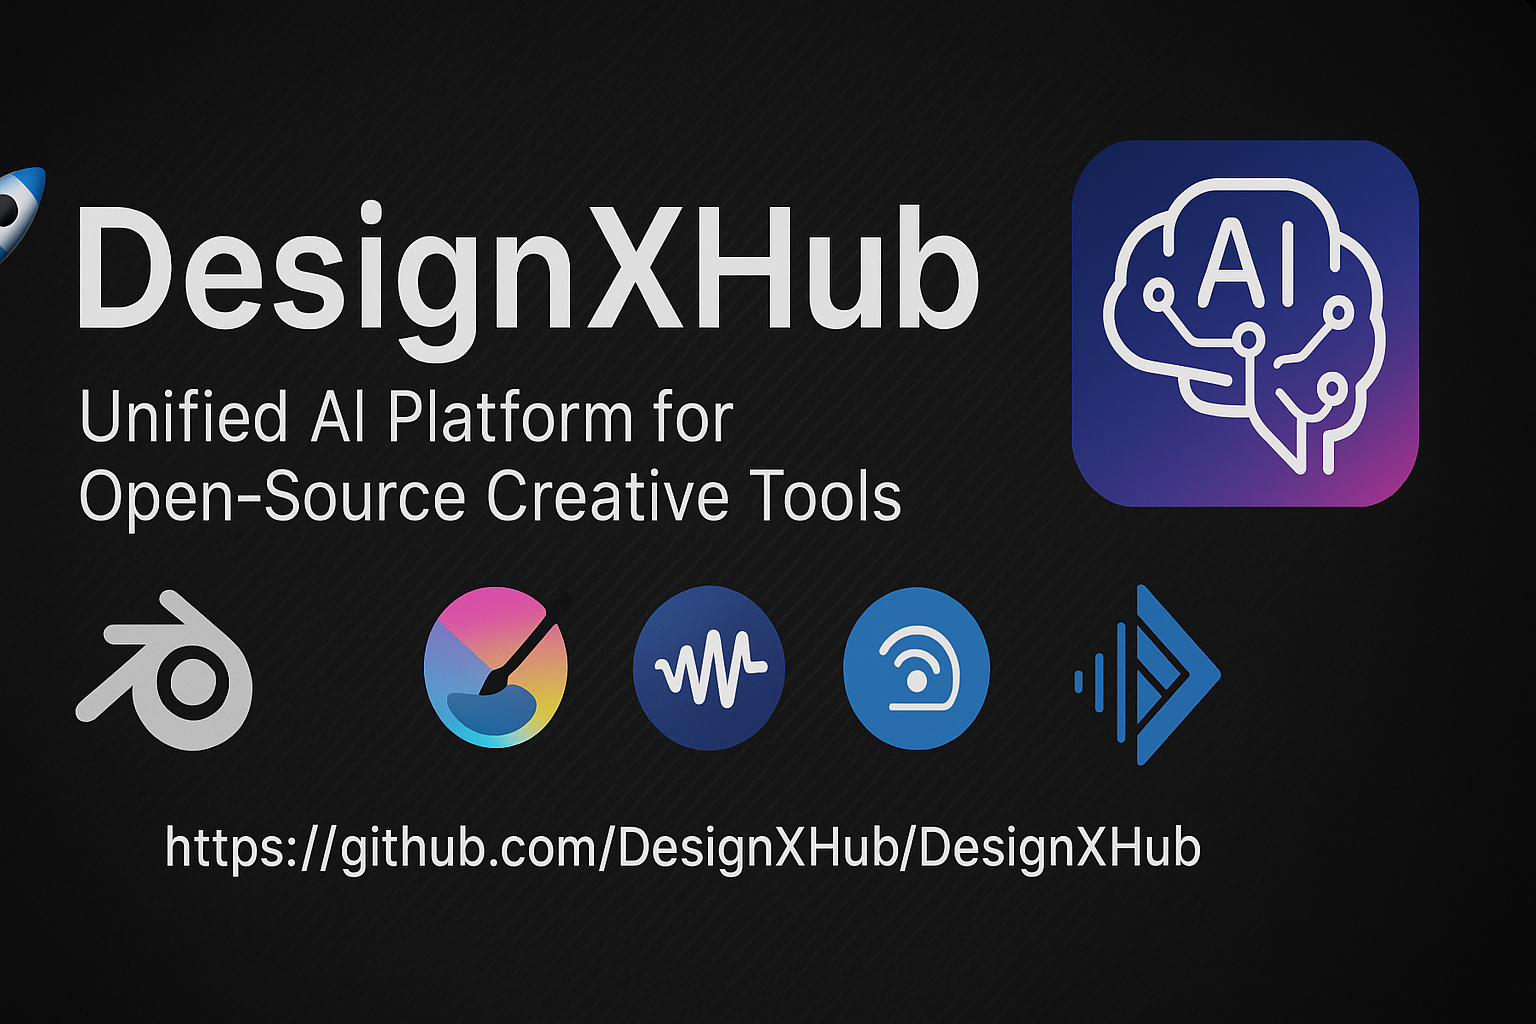 DesignXHub
AI
Unified AI Platform for
Open-Source Creative Tools
https://github.com/DesignXHub/DesignXHub